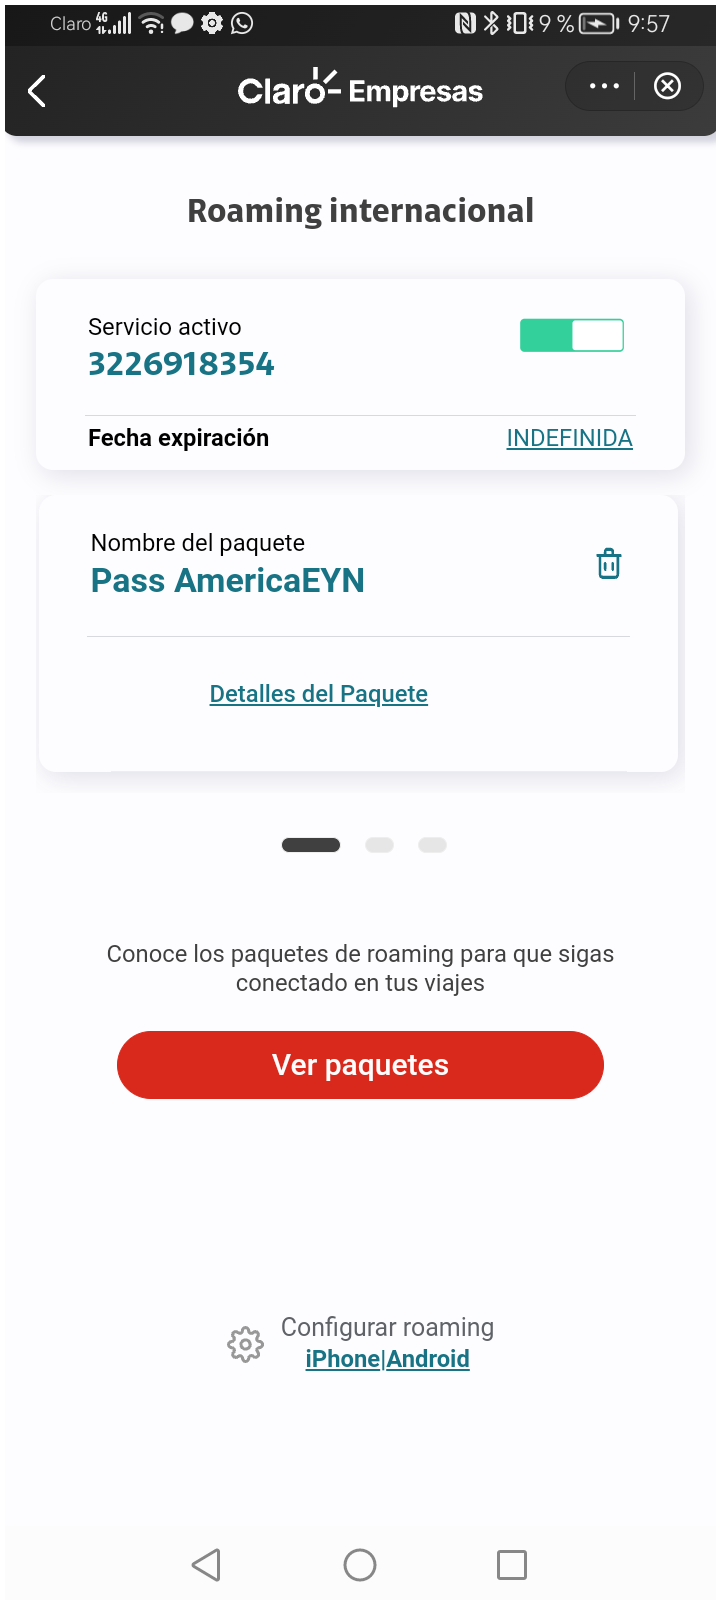 Claro 4G 9 % 9:57
Claro Empresas
Roaming internacional
Servicio activo
3226918354
Fecha expiración INDEFINIDA
Nombre del paquete
Pass AmericaEYN
Detalles del Paquete
Conoce los paquetes de roaming para que sigas
conectado en tus viajes
Ver paquetes
Configurar roaming
iPhone|Android